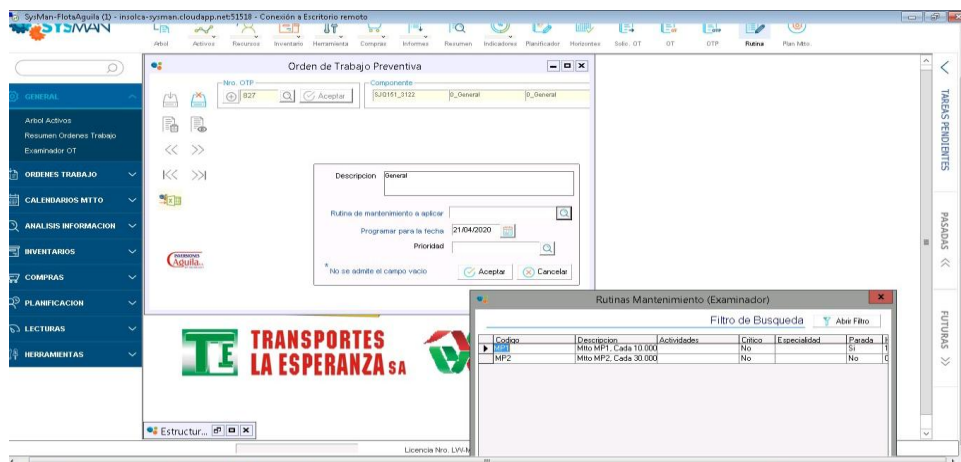 SysMan-FlotaAguila (1) - insolca-sysman.cloudapp.net:51518 - Conexión a Escritorio remoto
SYSMAN
Arbol Activos Recursos Inventario Herramienta Compras Informes Resumen Indicadores Planificador Horizontes Solic. OT OT OTP Rutina Plan Mtto
GENERAL
Arbol Activos
Resumen Ordenes Trabajo
Examinador OT
ORDENES TRABAJO
CALENDARIOS MTTO
ANALISIS INFORMACION
INVENTARIOS
COMPRAS
PLANIFICACION
LECTURAS
HERRAMIENTAS
Orden de Trabajo Preventiva
Nro. OTP
827
Aceptar
Componente
SJO151_3122 0_General 0_General
Descripcion General
Rutina de mantenimiento a aplicar
Programar para la fecha 21/04/2020
Prioridad
* No se admite el campo vacio
Aceptar Cancelar
Aguila
TE TRANSPORTES
LA ESPERANZA SA
Rutinas Mantenimiento (Examinador)
Filtro de Busqueda Abrir Filtro
Codigo Descripcion Actividades Critico Especialidad Parada
MP1 Mtto MP1, Cada 10.000 No Si 1
MP2 Mtto MP2, Cada 30.000 No No
Estructur...
Licencia Nro.
TAREAS PENDIENTES
PASADAS
FUTURAS